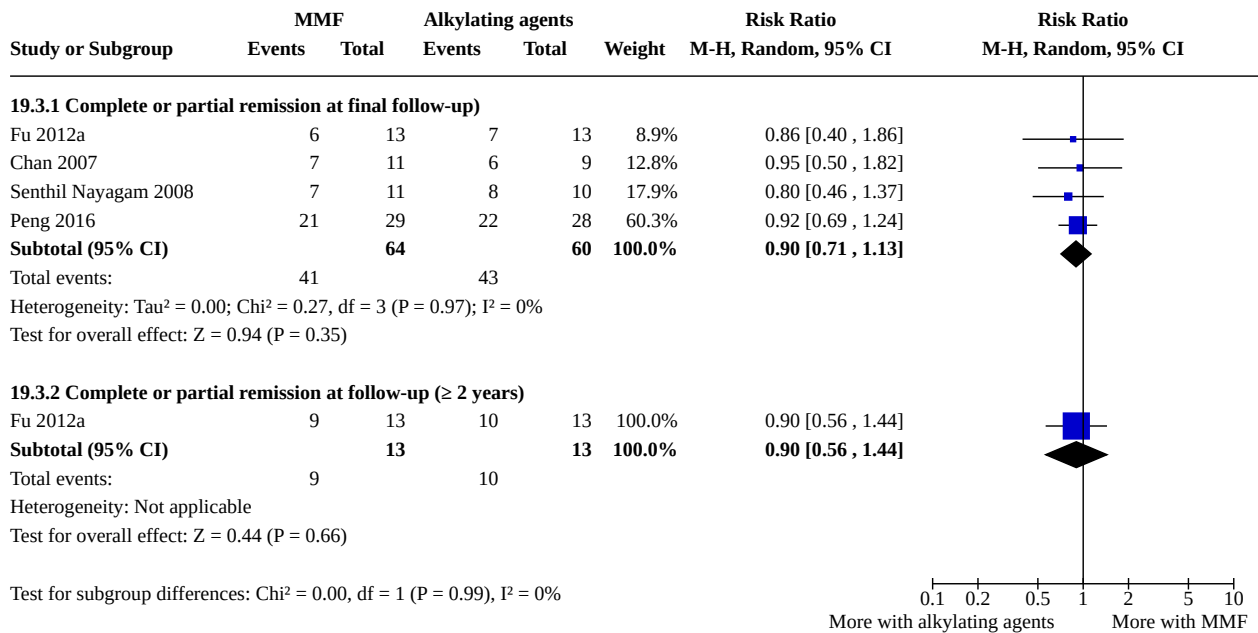 MMF Alkylating agents Risk Ratio Risk Ratio
Study or Subgroup Events Total Events Total Weight M-H, Random, 95% CI M-H, Random, 95% CI
19.3.1 Complete or partial remission at final follow-up)
Fu 2012a 6 13 7 13 8.9% 0.86 [0.40 , 1.86]
Chan 2007 7 11 6 9 12.8% 0.95 [0.50 , 1.82]
Senthil Nayagam 2008 7 11 8 10 17.9% 0.80 [0.46 , 1.37]
Peng 2016 21 29 22 28 60.3% 0.92 [0.69 , 1.24]
Subtotal (95% CI) 64 60 100.0% 0.90 [0.71 , 1.13]
Total events: 41 43
Heterogeneity: Tau² = 0.00; Chi² = 0.27, df = 3 (P = 0.97); I² = 0%
Test for overall effect: Z = 0.94 (P = 0.35)
19.3.2 Complete or partial remission at follow-up (≥ 2 years)
Fu 2012a 9 13 10 13 100.0% 0.90 [0.56 , 1.44]
Subtotal (95% CI) 13 13 100.0% 0.90 [0.56 , 1.44]
Total events: 9 10
Heterogeneity: Not applicable
Test for overall effect: Z = 0.44 (P = 0.66)
Test for subgroup differences: Chi² = 0.00, df = 1 (P = 0.99), I² = 0%
0.1 0.2 0.5 1 2 5 10
More with alkylating agents More with MMF